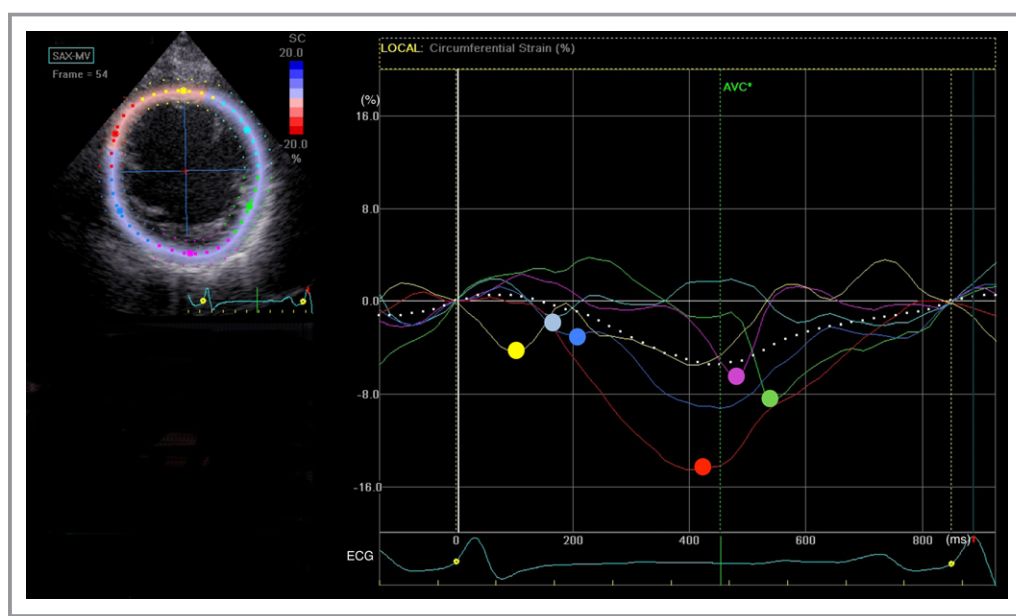 SAX-MV
Frame = 54
SC
20.0
-20.0
%
LOCAL: Circumferential Strain (%)
AVC*
(%)
16.0
8.0
0.0
-8.0
-16.0
0 200 400 600 800 (ms)
ECG